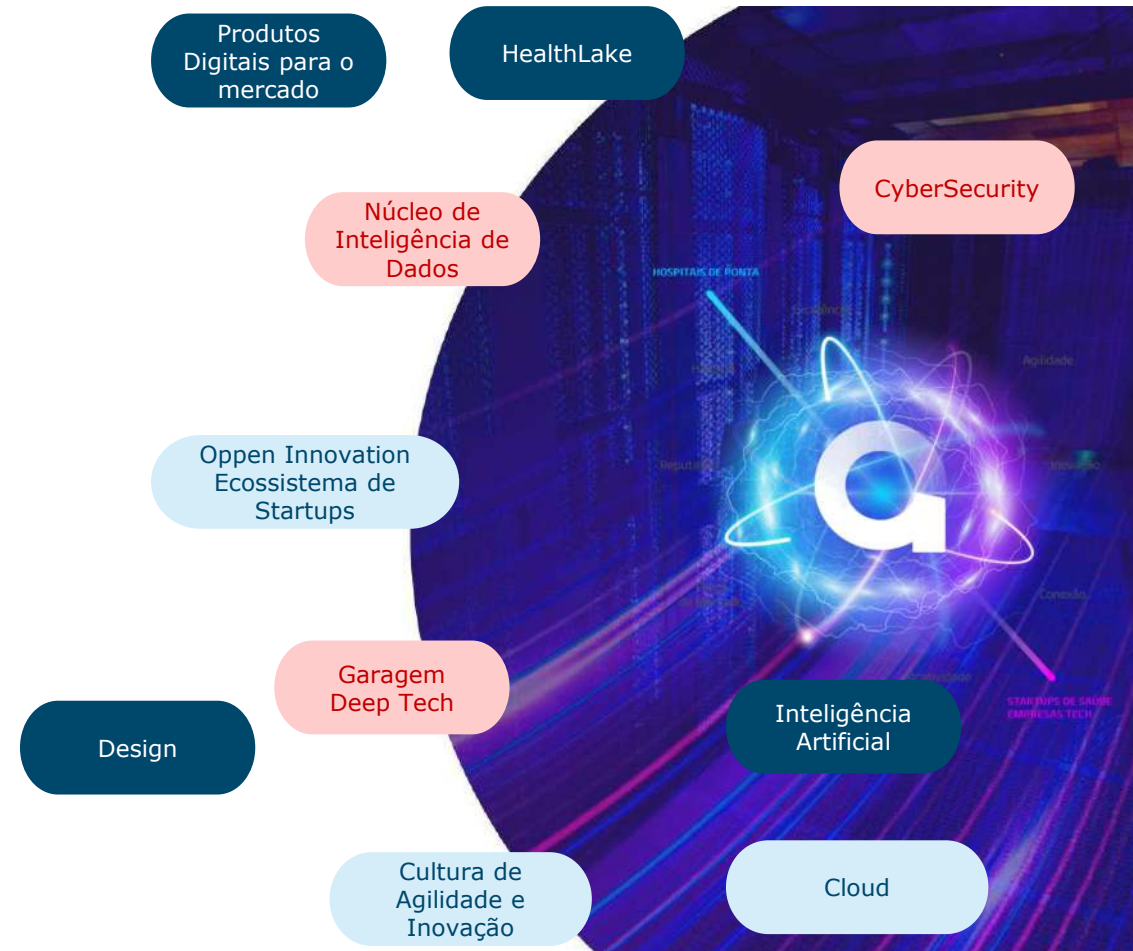 Produtos
Digitais para o
mercado
HealthLake
CyberSecurity
Núcleo de
Inteligência de
Dados
HOSPITAIS DE PONTA
Agilidade
Oppen Innovation
Ecossistema de
Startups
Inovação
Conexão
Garagem
Deep Tech
STARTUPS DE SAÚDE
EMPRESAS TECH
Inteligência
Artificial
Design
Cultura de
Agilidade e
Inovação
Cloud